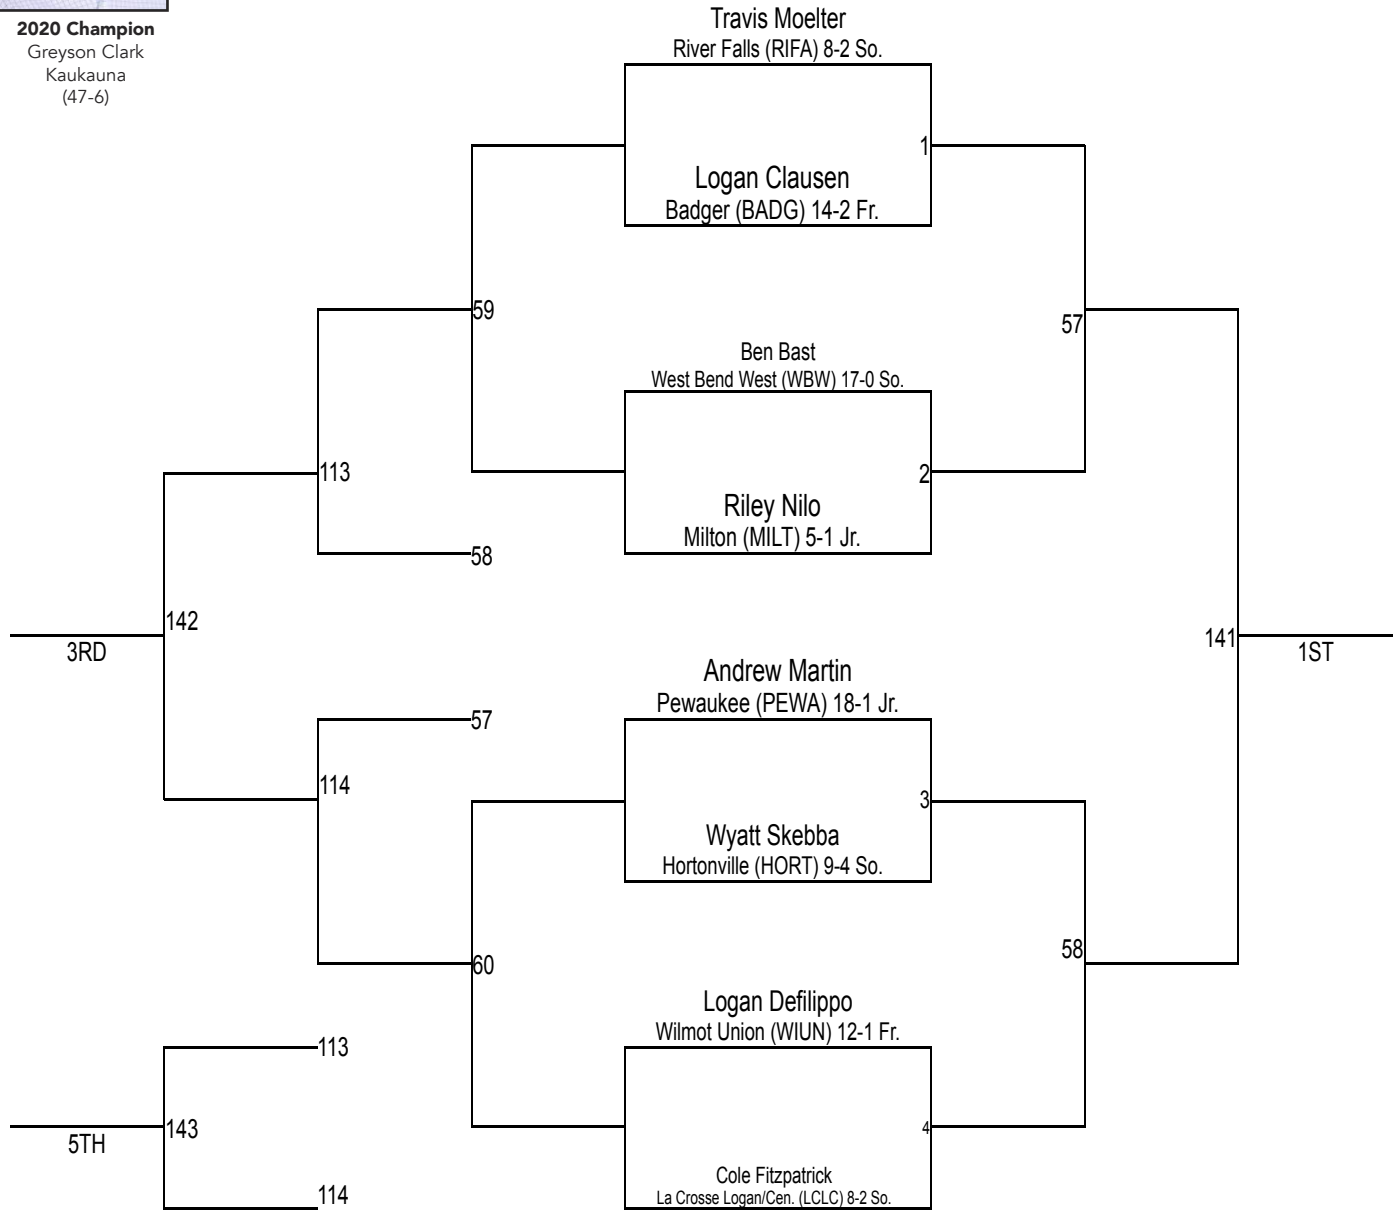 2020 Champion
Greyson Clark
Kaukauna
(47-6)
Travis Moelter
River Falls (RIFA) 8-2 So.
1
Logan Clausen
Badger (BADG) 14-2 Fr.
59
57
Ben Bast
West Bend West (WBW) 17-0 So.
113
2
Riley Nilo
Milton (MILT) 5-1 Jr.
58
142
3RD
141
1ST
Andrew Martin
Pewaukee (PEWA) 18-1 Jr.
57
114
3
Wyatt Skebba
Hortonville (HORT) 9-4 So.
60
58
Logan Defilippo
Wilmot Union (WIUN) 12-1 Fr.
113
143
5TH
4
Cole Fitzpatrick
La Crosse Logan/Cen. (LCLC) 8-2 So.
114